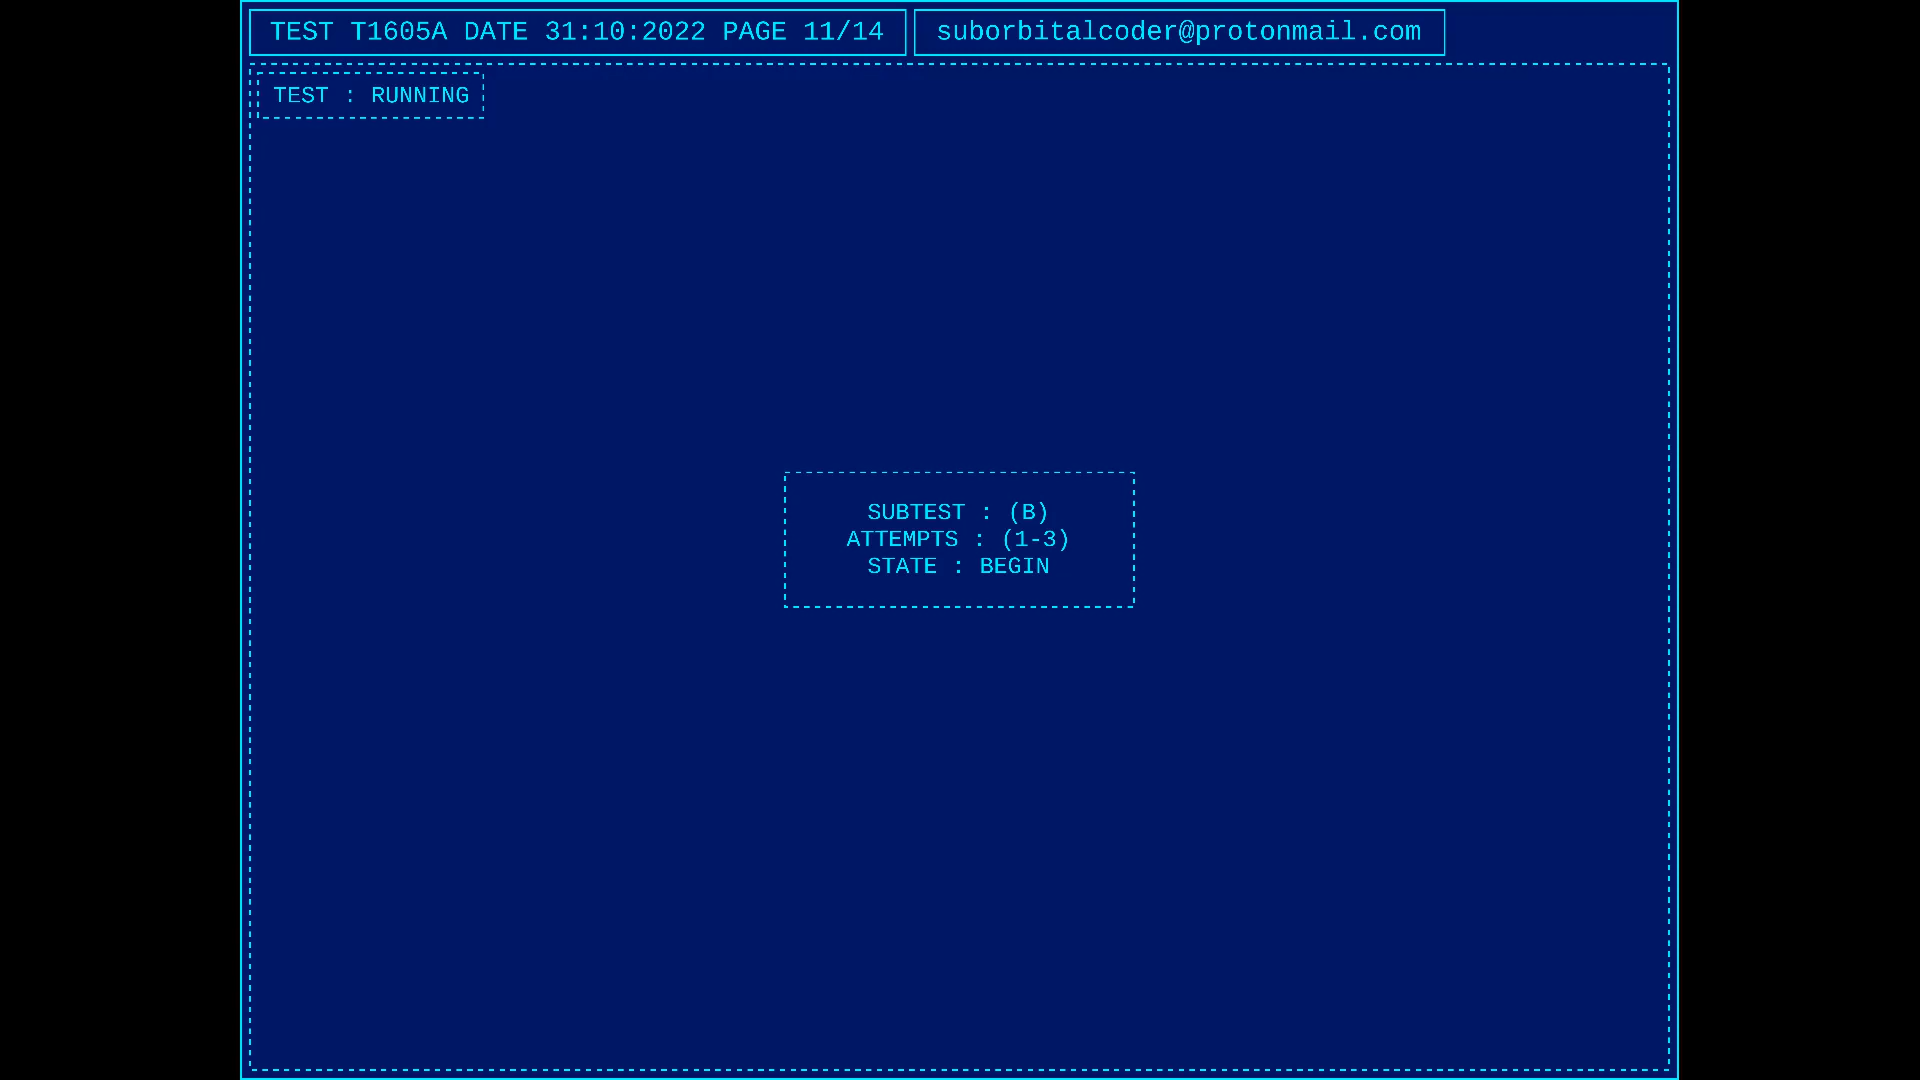 TEST T1605A DATE 31:10:2022 PAGE 11/14
suborbitalcoder@protonmail.com
TEST : RUNNING
SUBTEST : (B)
ATTEMPTS : (1-3)
STATE : BEGIN